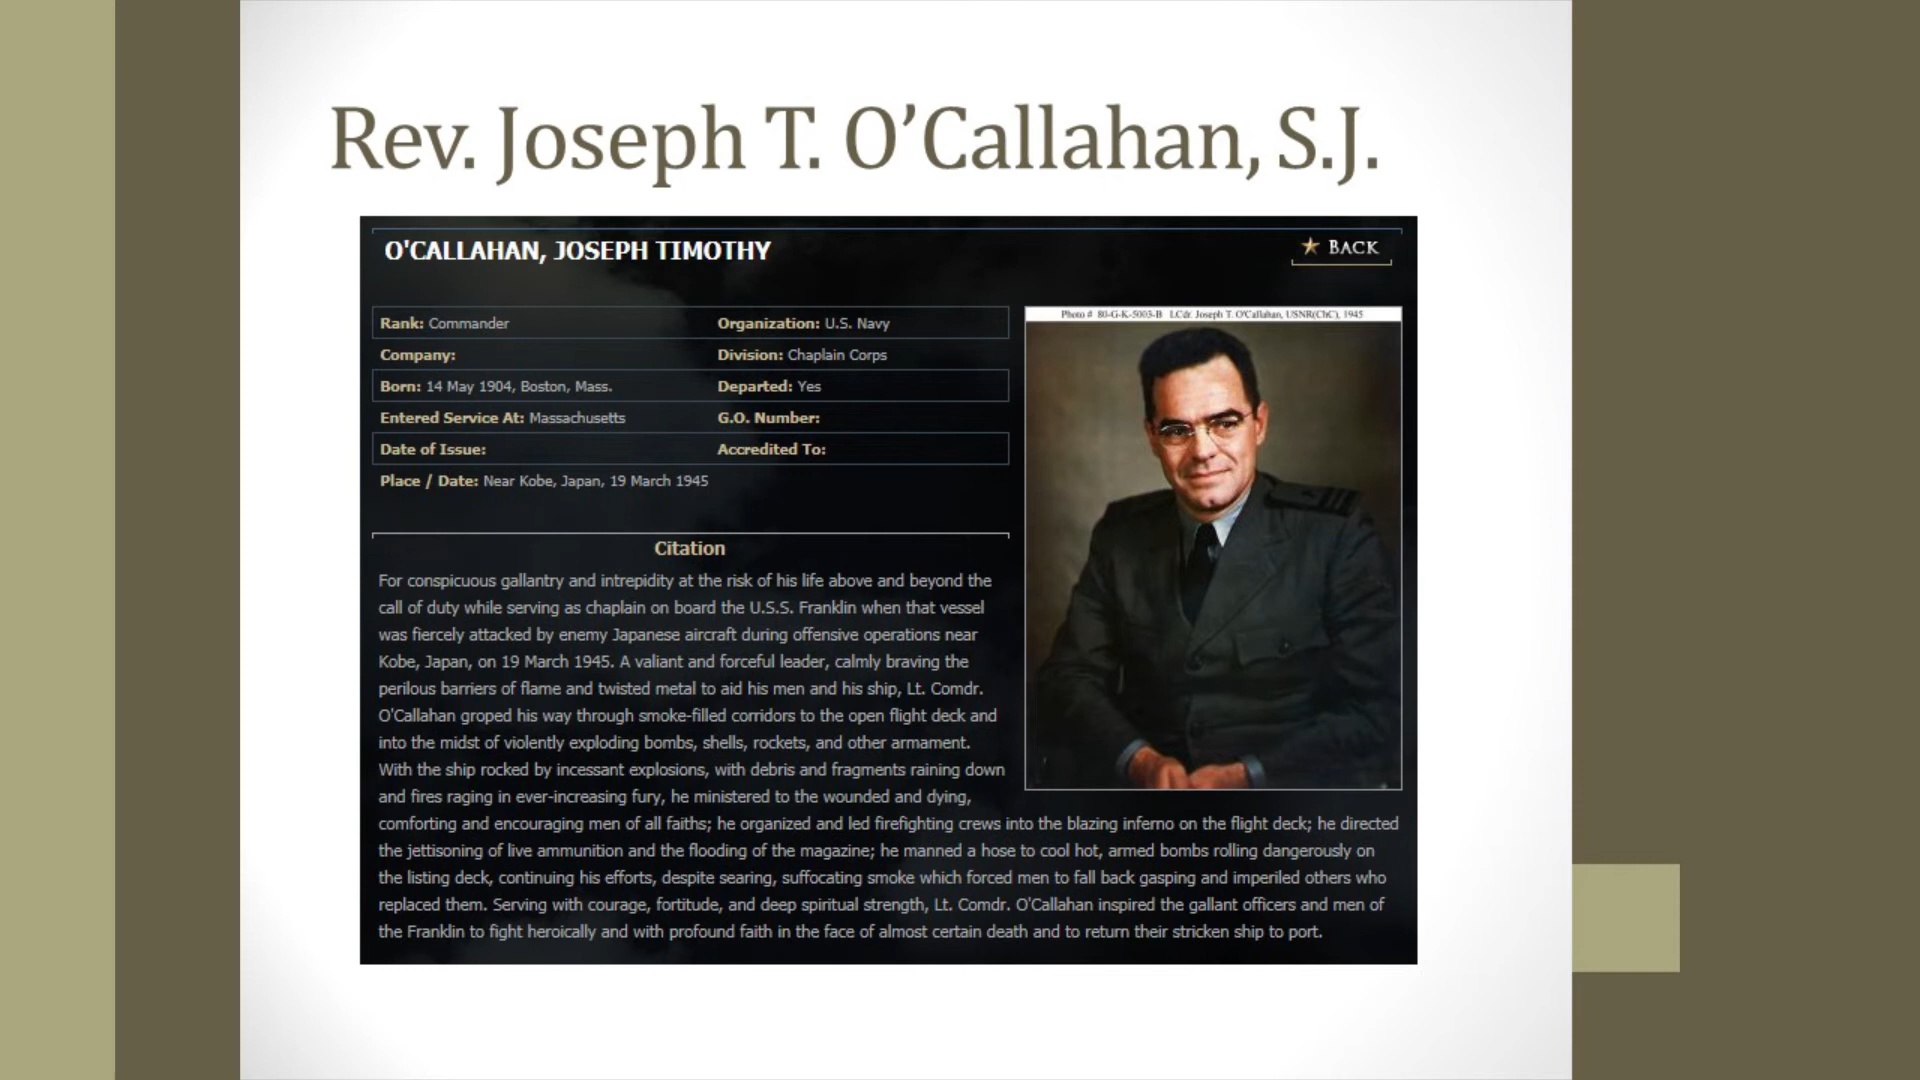 Rev. Joseph T. O’Callahan, S.J.
O'CALLAHAN, JOSEPH TIMOTHY
BACK
Rank: Commander Organization: U.S. Navy
Company: Division: Chaplain Corps
Born: 14 May 1904, Boston, Mass. Departed: Yes
Entered Service At: Massachusetts G.O. Number:
Date of Issue: Accredited To:
Place / Date: Near Kobe, Japan, 19 March 1945
Photo # 80-G-K-5003-B LCdr. Joseph T. O'Callahan, USNR(ChC), 1945
Citation
For conspicuous gallantry and intrepidity at the risk of his life above and beyond the
call of duty while serving as chaplain on board the U.S.S. Franklin when that vessel
was fiercely attacked by enemy Japanese aircraft during offensive operations near
Kobe, Japan, on 19 March 1945. A valiant and forceful leader, calmly braving the
perilous barriers of flame and twisted metal to aid his men and his ship, Lt. Comdr.
O'Callahan groped his way through smoke-filled corridors to the open flight deck and
into the midst of violently exploding bombs, shells, rockets, and other armament.
With the ship rocked by incessant explosions, with debris and fragments raining down
and fires raging in ever-increasing fury, he ministered to the wounded and dying,
comforting and encouraging men of all faiths; he organized and led firefighting crews into the blazing inferno on the flight deck; he directed
the jettisoning of live ammunition and the flooding of the magazine; he manned a hose to cool hot, armed bombs rolling dangerously on
the listing deck, continuing his efforts, despite searing, suffocating smoke which forced men to fall back gasping and imperiled others who
replaced them. Serving with courage, fortitude, and deep spiritual strength, Lt. Comdr. O'Callahan inspired the gallant officers and men of
the Franklin to fight heroically and with profound faith in the face of almost certain death and to return their stricken ship to port.